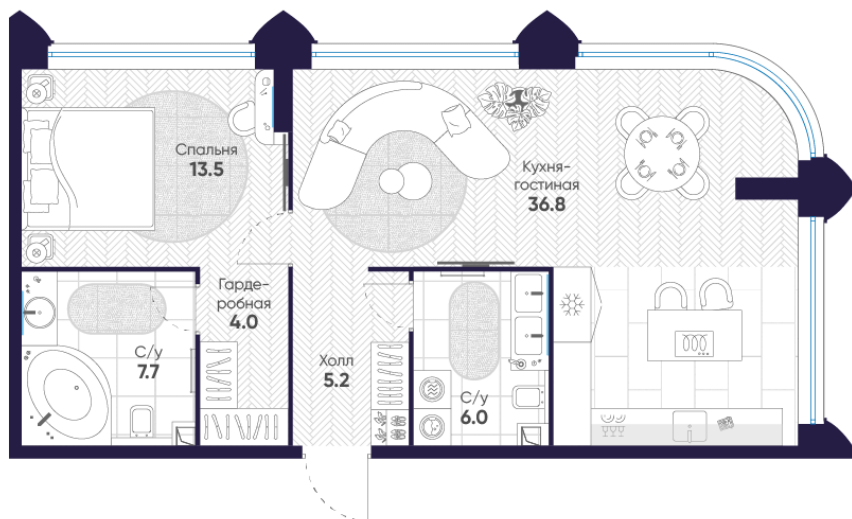 Спальня
13.5
Кухня-
гостиная
36.8
Гарде-
робная
4.0
С/у
7.7
Холл
5.2
С/у
6.0